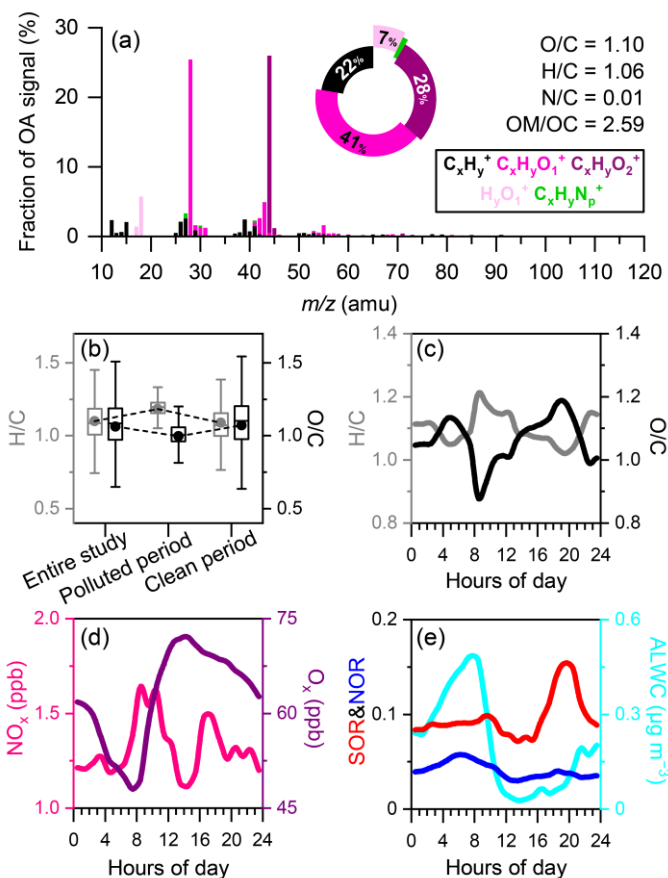 (a)
Fraction of OA signal (%)
30
20
10
0
7%
28%
41%
22%
O/C = 1.10
H/C = 1.06
N/C = 0.01
OM/OC = 2.59
CₓHᵧ⁺ CₓHᵧO₁⁺ CₓHᵧO₂⁺
HᵧO₁⁺ CₓHᵧNₚ⁺
10 20 30 40 50 60 70 80 90 100 110 120
m/z (amu)
(b)
H/C
1.5
1.0
0.5
O/C
1.5
1.0
0.5
Entire study
Polluted period
Clean period
(c)
H/C
1.4
1.2
1.0
0.8
O/C
1.4
1.2
1.0
0.8
0 4 8 12 16 20 24
Hours of day
(d)
NOₓ (ppb)
2.0
1.5
1.0
Oₓ (ppb)
75
60
45
0 4 8 12 16 20 24
Hours of day
(e)
SOR&NOR
0.2
0.1
0
ALWC (μg m⁻³)
0.6
0.3
0
0 4 8 12 16 20 24
Hours of day